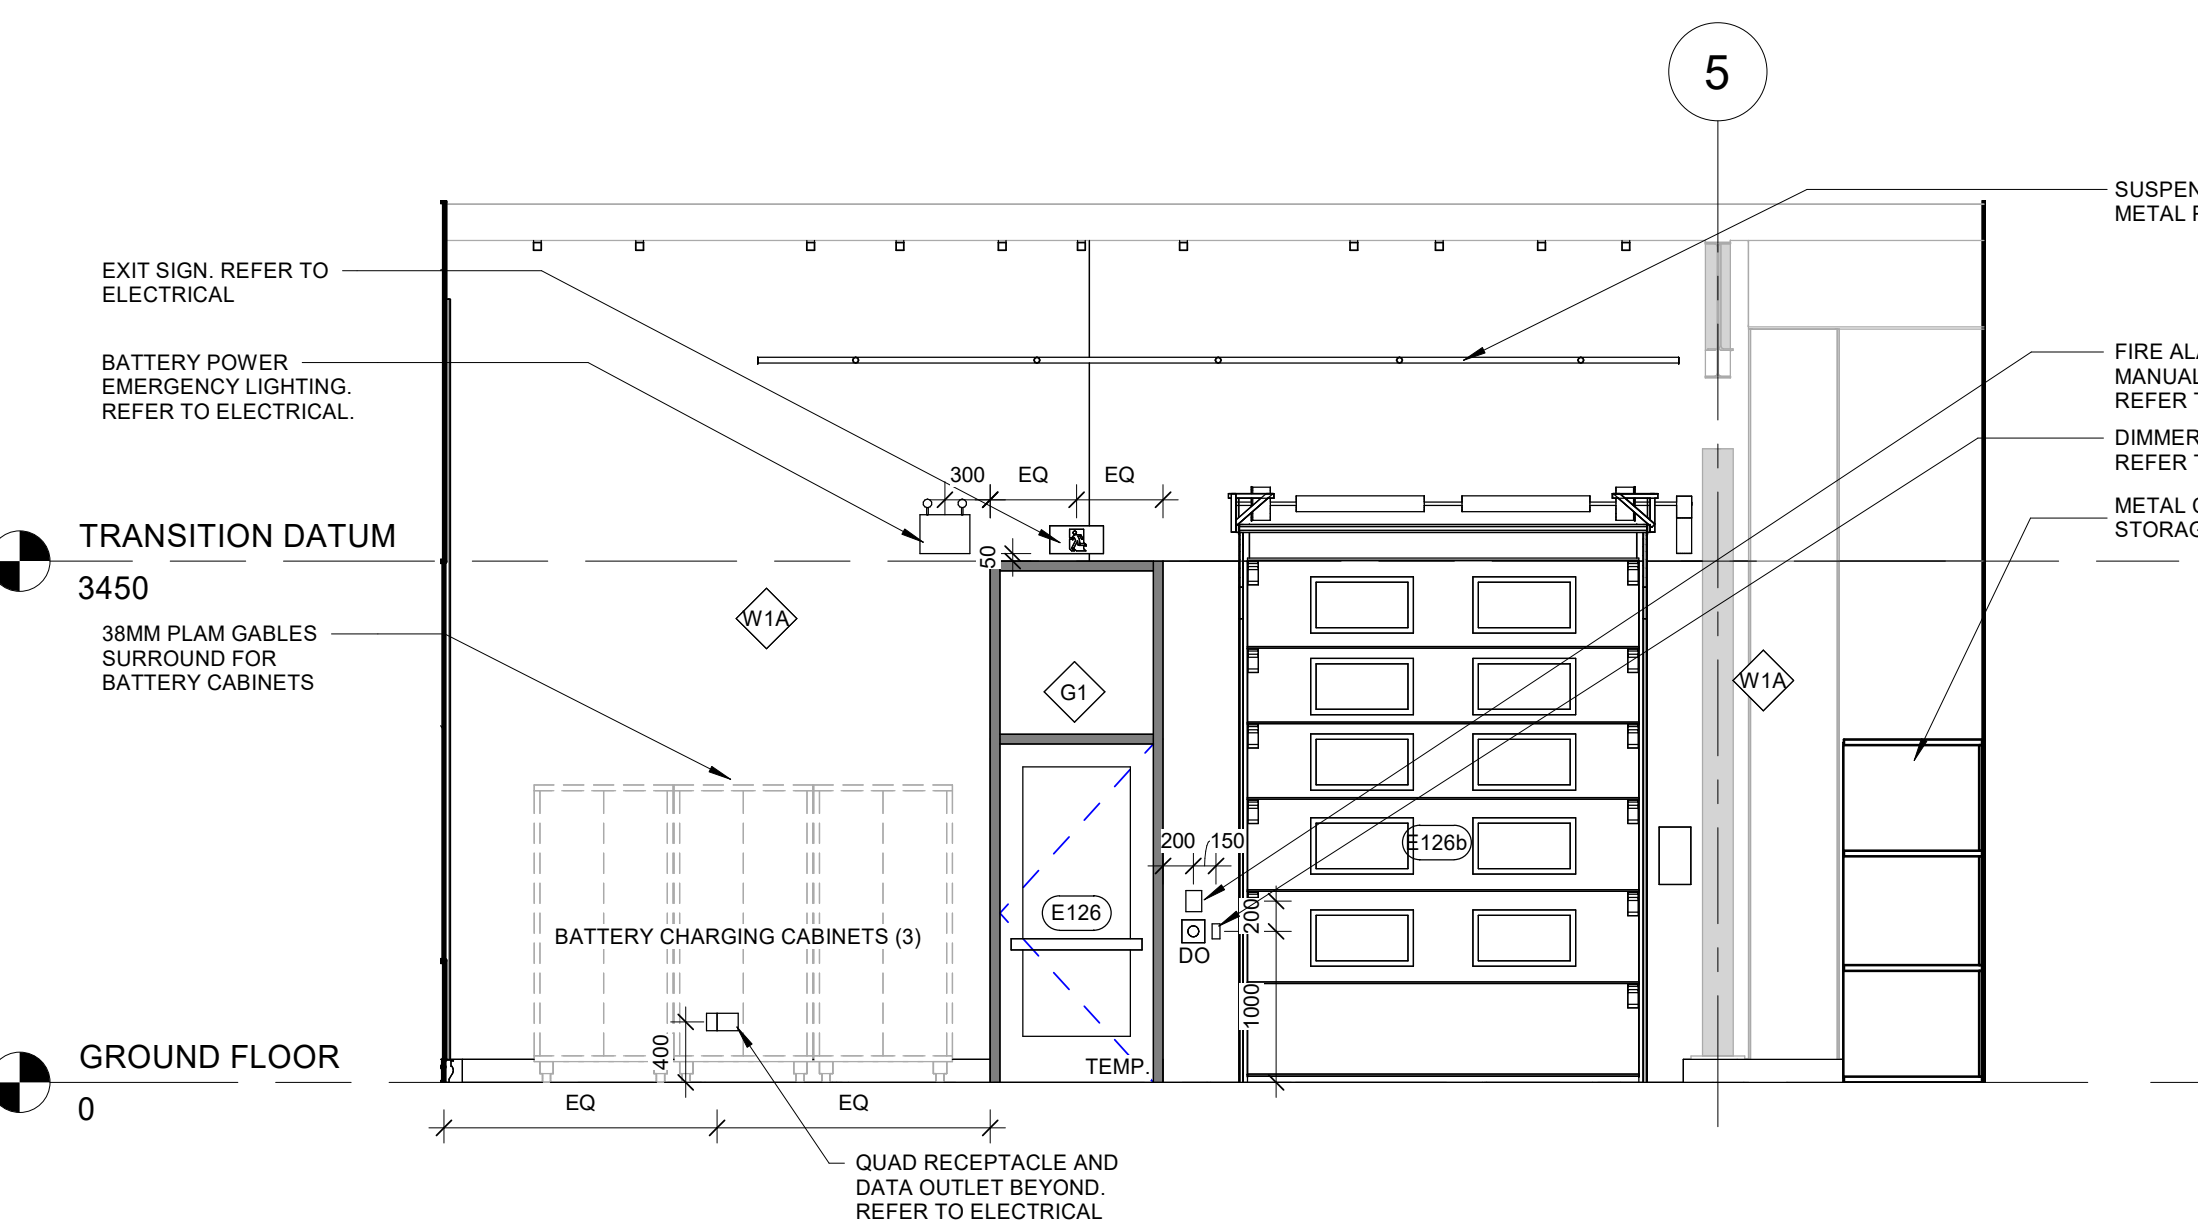 5
SUSPEN
METAL F
EXIT SIGN. REFER TO
ELECTRICAL
BATTERY POWER
EMERGENCY LIGHTING.
REFER TO ELECTRICAL.
FIRE ALA
MANUAL
REFER T
DIMMER
REFER T
METAL
STORAG
300 EQ EQ
TRANSITION DATUM
3450
50
W1A
38MM PLAM GABLES
SURROUND FOR
BATTERY CABINETS
G1
W1A
200 150
E126b
E126
200
BATTERY CHARGING CABINETS (3)
DO
1000
400
TEMP.
GROUND FLOOR
0
EQ EQ
QUAD RECEPTACLE AND
DATA OUTLET BEYOND.
REFER TO ELECTRICAL